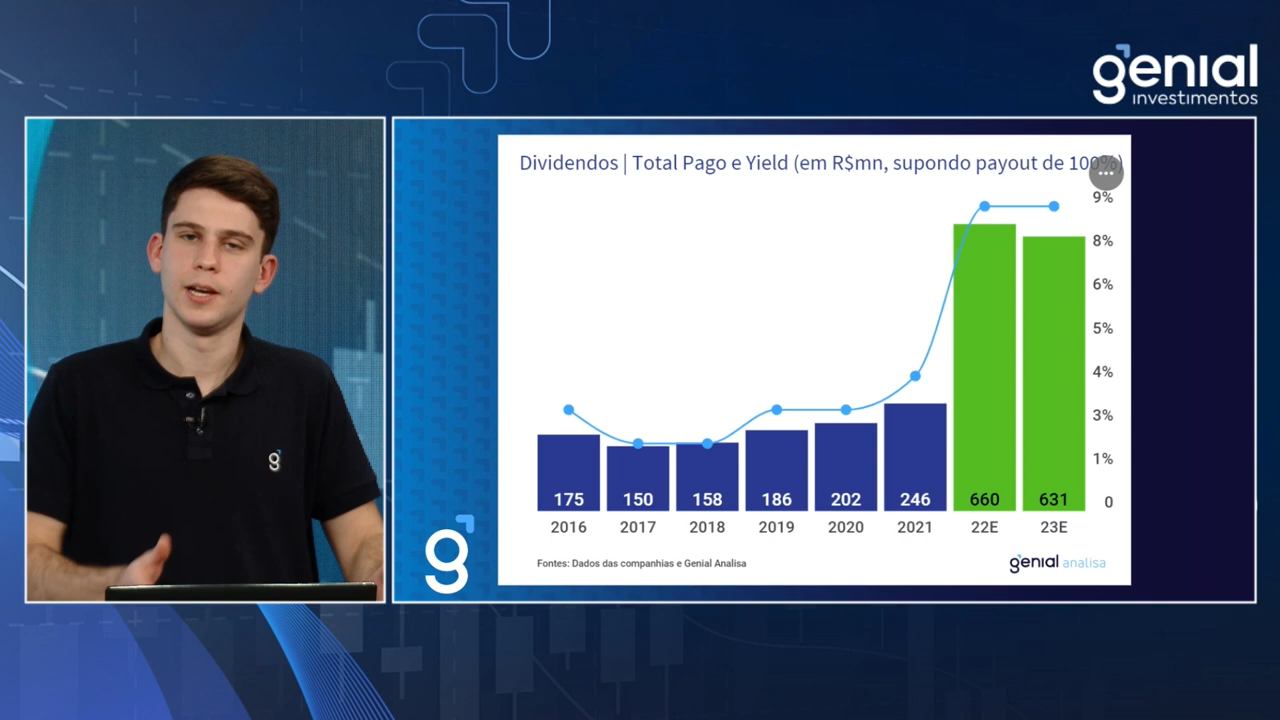 genial
investimentos
Dividendos | Total Pago e Yield (em R$mn, supondo payout de 100%)
9%
8%
6%
5%
4%
3%
1%
0
175 150 158 186 202 246 660 631
2016 2017 2018 2019 2020 2021 22E 23E
Fontes: Dados das companhias e Genial Analisa
genial analisa
g
g